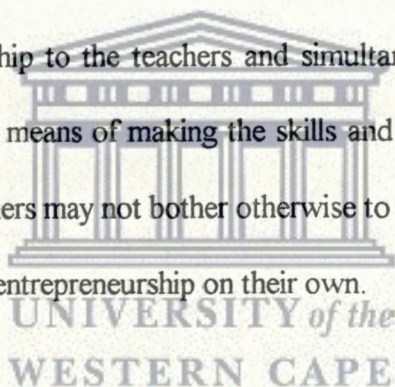 hip to the teachers and simultan
means of making the skills and
ers may not bother otherwise to
entrepreneurship on their own.
UNIVERSITY of the
WESTERN CAPE